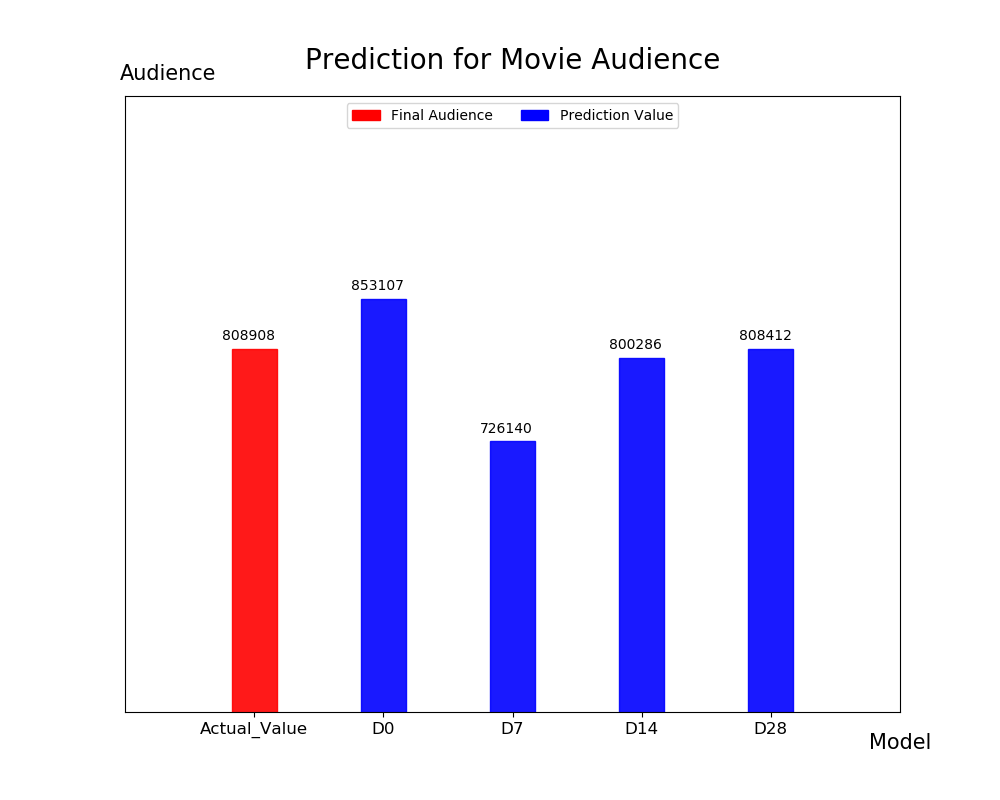 Prediction for Movie Audience
Audience
Final Audience
Prediction Value
853107
808908
808412
800286
726140
Actual_Value
D0
D7
D14
D28
Model